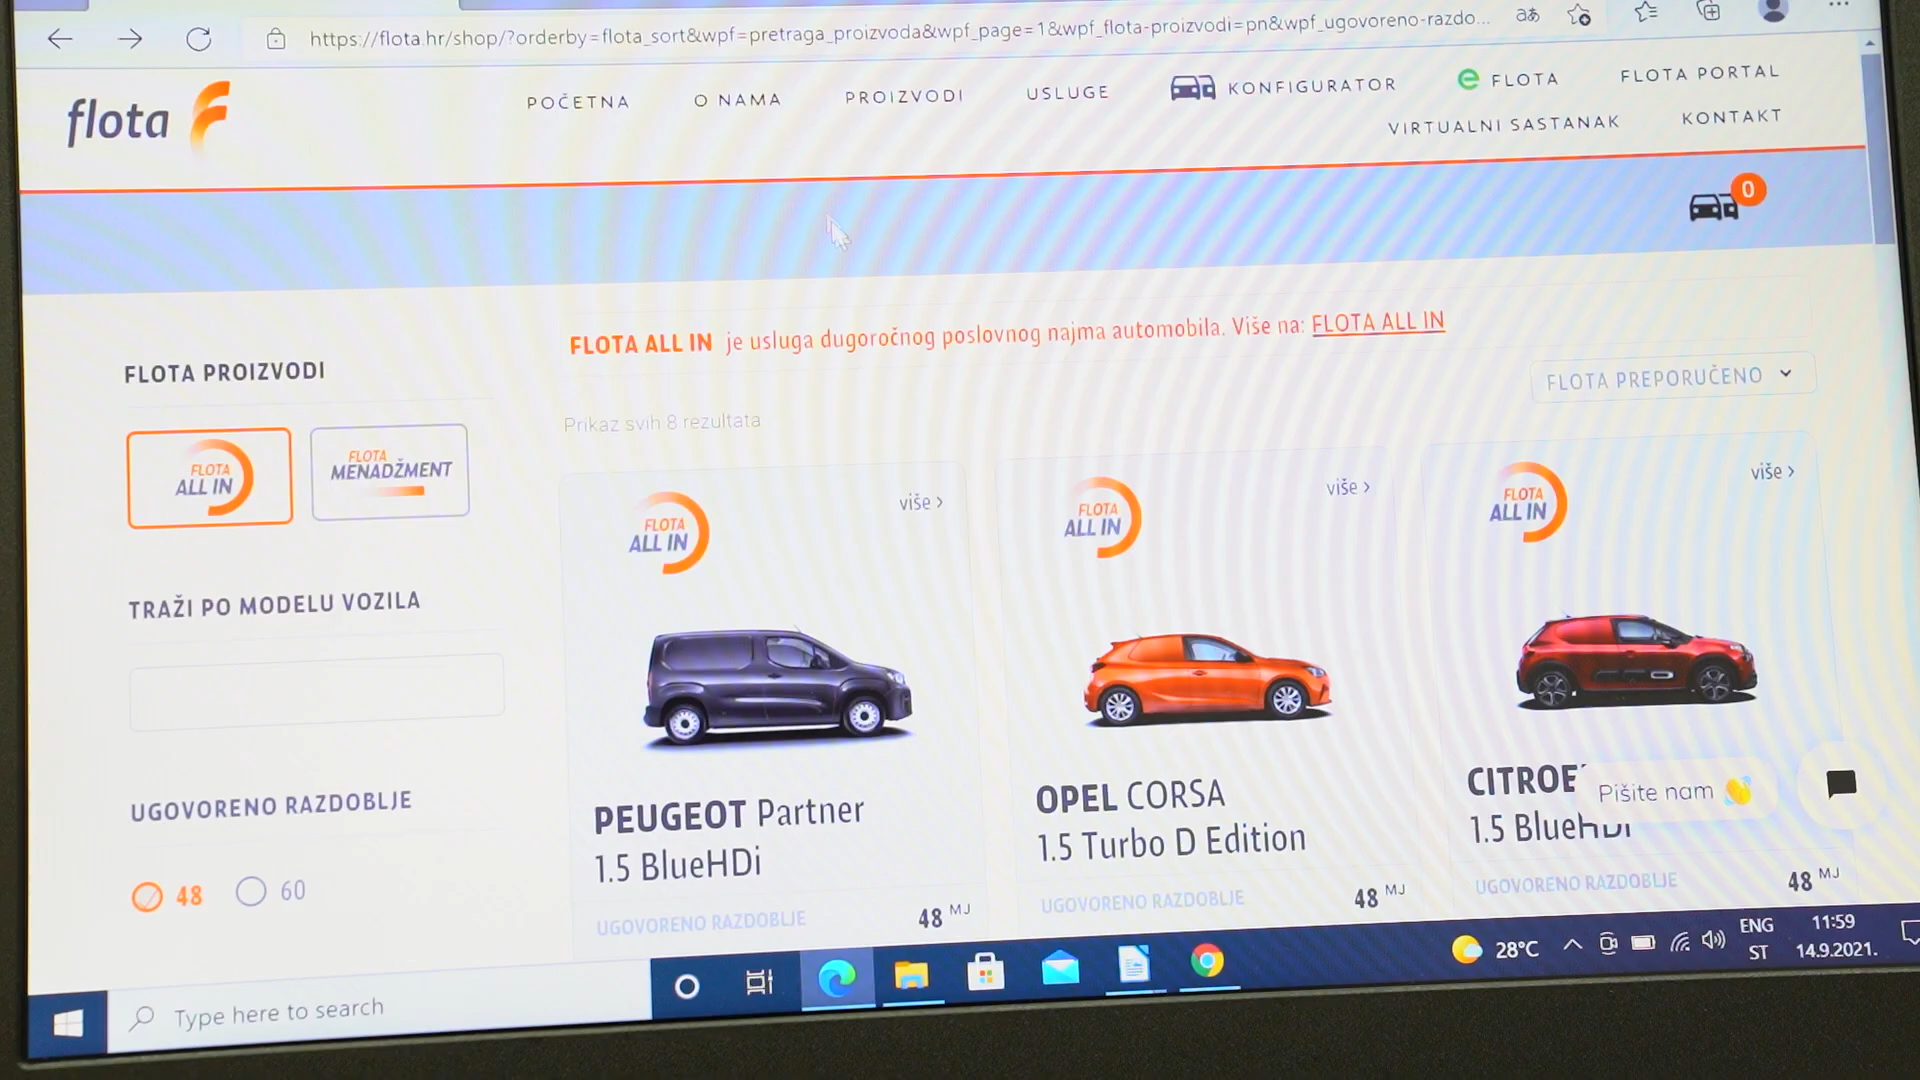 https://flota.hr/shop/?orderby=flota_sort&wpf=pretraga_proizvoda&wpf_page=1&wpf_flota-proizvodi=pn&wpf_ugovoreno-razdo...
flota
POČETNA
O NAMA
PROIZVODI
USLUGE
KONFIGURATOR
e FLOTA
FLOTA PORTAL
VIRTUALNI SASTANAK
KONTAKT
0
FLOTA ALL IN je usluga dugoročnog poslovnog najma automobila. Više na: FLOTA ALL IN
FLOTA PROIZVODI
FLOTA PREPORUČENO
Prikaz svih 8 rezultata
FLOTA
ALL IN
FLOTA
MENADŽMENT
TRAŽI PO MODELU VOZILA
UGOVORENO RAZDOBLJE
48
60
FLOTA
ALL IN
više >
PEUGEOT Partner
1.5 BlueHDi
UGOVORENO RAZDOBLJE
48 MJ
FLOTA
ALL IN
više >
OPEL CORSA
1.5 Turbo D Edition
UGOVORENO RAZDOBLJE
48 MJ
FLOTA
ALL IN
više >
CITROE
1.5 BlueHDi
UGOVORENO RAZDOBLJE
48 MJ
Pišite nam
Type here to search
28°C
ENG
ST
11:59
14.9.2021.